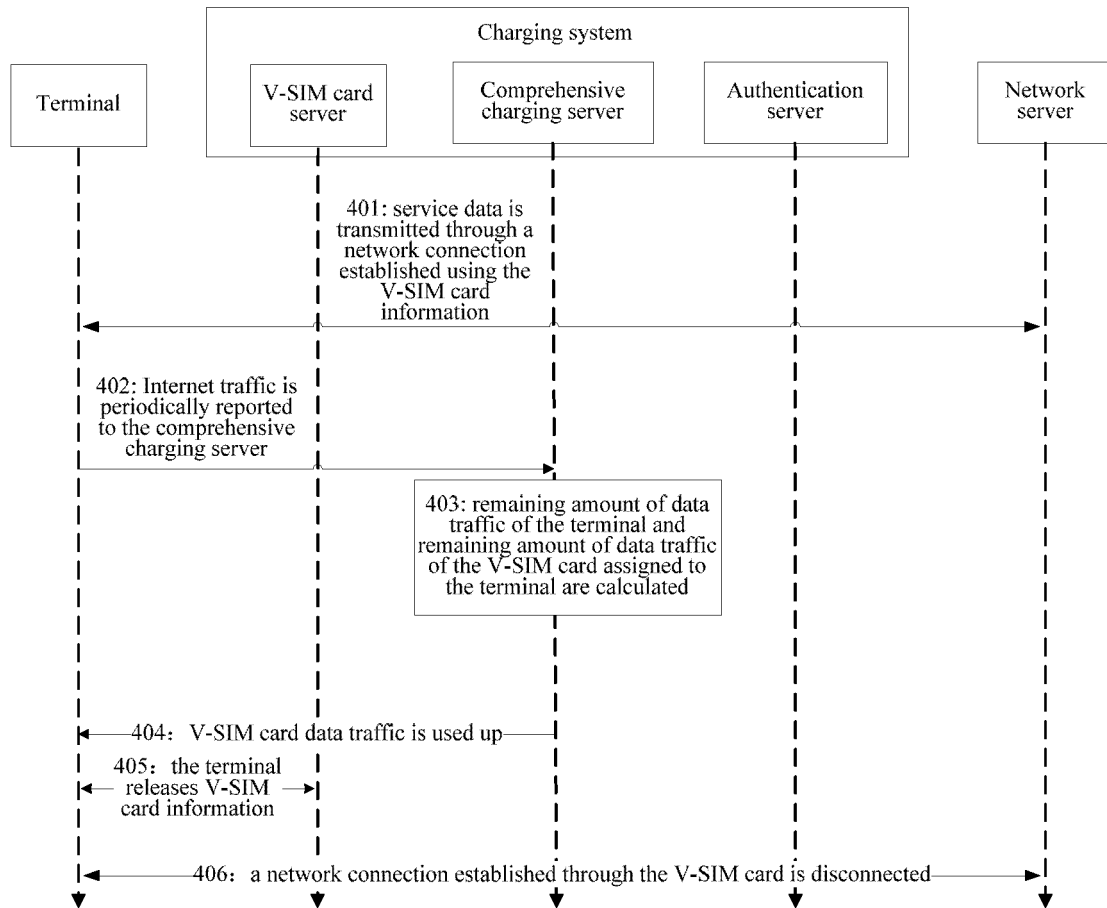 Charging system
Terminal
V-SIM card
server
Comprehensive
charging server
Authentication
server
Network
server
401: service data is
transmitted through a
network connection
established using the
V-SIM card
information
402: Internet traffic is
periodically reported
to the comprehensive
charging server
403: remaining amount of data
traffic of the terminal and
remaining amount of data traffic
of the V-SIM card assigned to
the terminal are calculated
404：V-SIM card data traffic is used up
405：the terminal
releases V-SIM
card information
406：a network connection established through the V-SIM card is disconnected